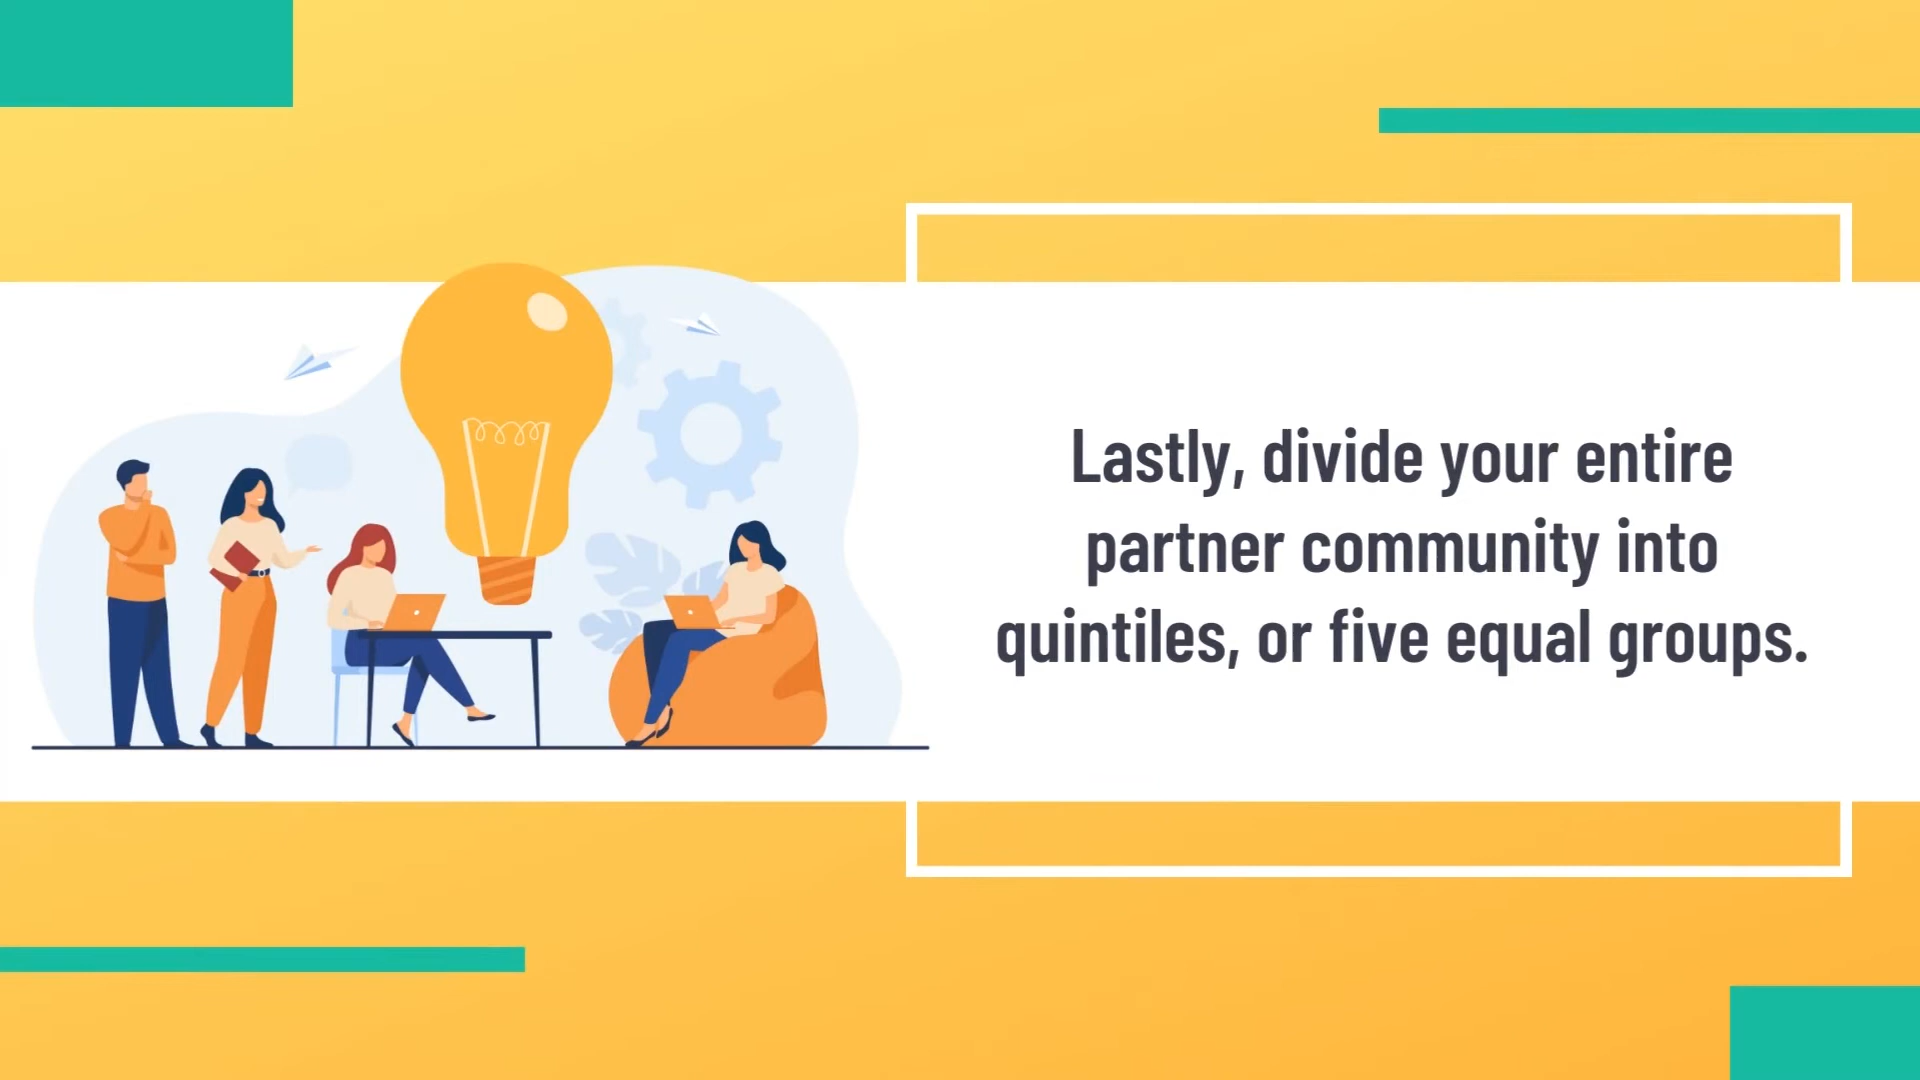 Lastly, divide your entire
partner community into
quintiles, or five equal groups.